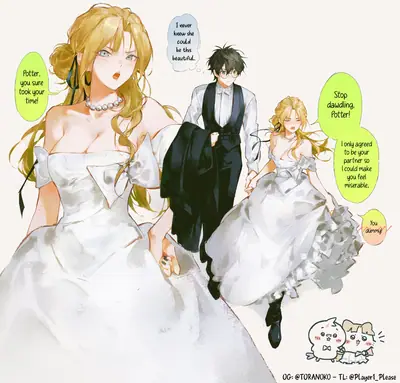 I never
knew she
could
be this
beautiful.
Potter,
you sure
took your
time!
Stop
dawdling,
Potter!
I only agreed
to be your
partner so
I could make
you feel
miserable.
You
dummy!
OG: @TORANOKO - TL: @Player1_Please